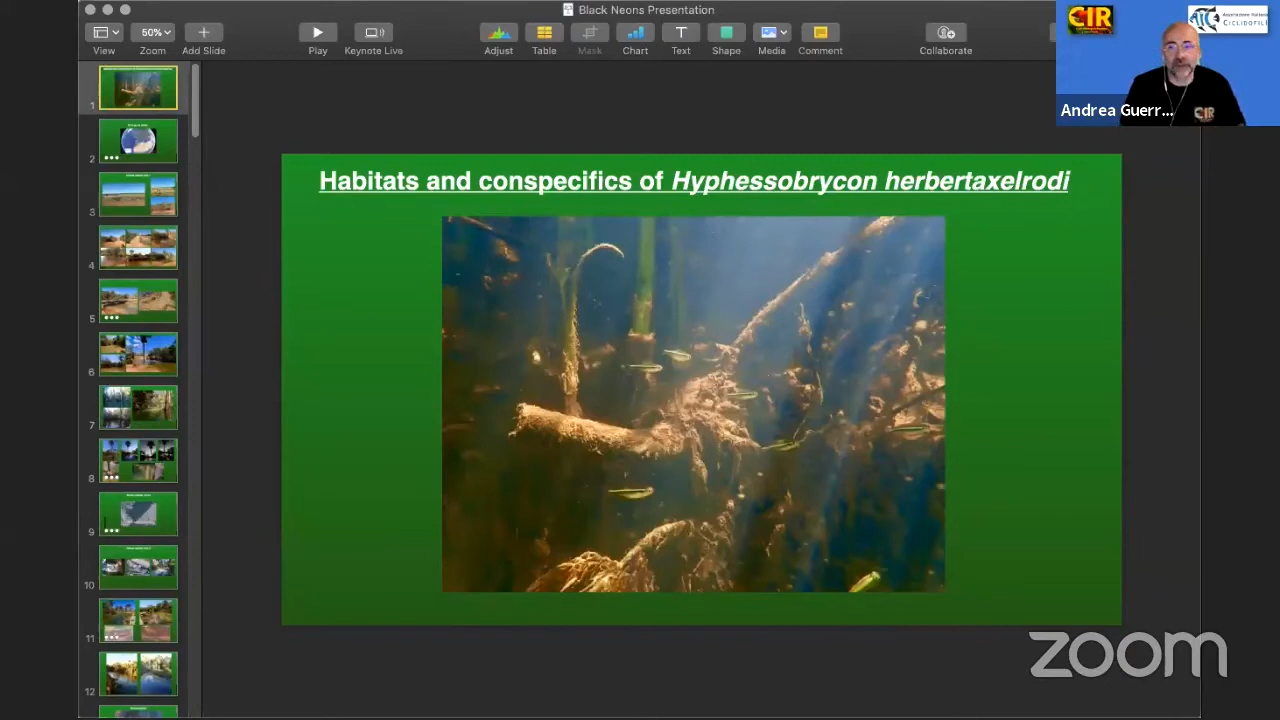 Black Neons Presentation
50%
View
Zoom
Add Slide
Play
Keynote Live
Adjust
Table
Mask
Chart
Text
Shape
Media
Comment
Collaborate
CIR
CICLIDOFILI
Andrea Guerr...
CIR
Habitats and conspecifics of Hyphessobrycon herbertaxelrodi
1
2
3
4
5
6
7
8
9
10
11
12
zoom